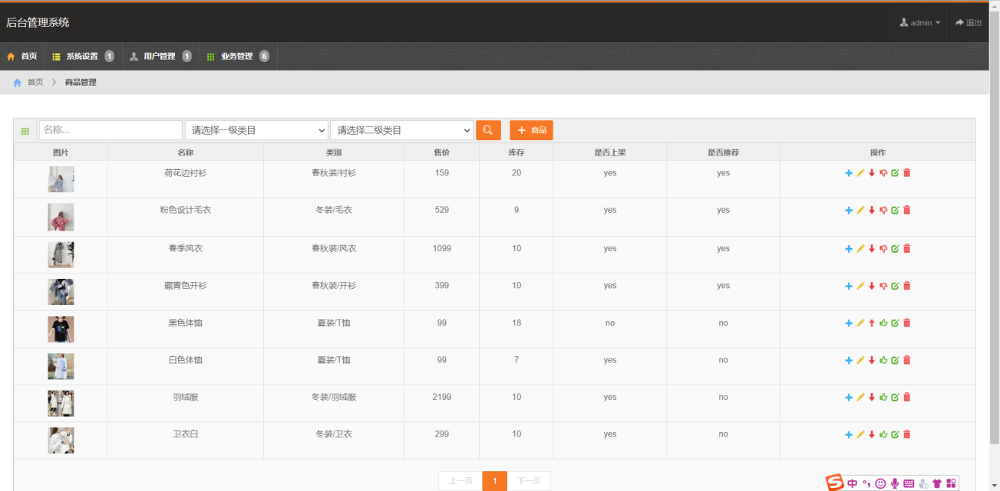 后台管理系统 admin 退出
首页 系统设置 1 用户管理 1 业务管理 6
首页 商品管理
名称... 请选择一级类目 请选择二级类目 商品
图片 名称 类别 售价 库存 是否上架 是否推荐 操作
荷花边衬衫 春秋装/衬衫 159 20 yes yes
粉色设计毛衣 冬装/毛衣 529 9 yes yes
春季风衣 春秋装/风衣 1099 10 yes yes
藏青色开衫 春秋装/开衫 399 10 yes yes
黑色体恤 夏装/T恤 99 18 no no
白色体恤 夏装/T恤 99 7 yes no
羽绒服 冬装/羽绒服 2199 10 yes no
卫衣白 冬装/卫衣 299 10 yes no
上一页 1 下一页
中